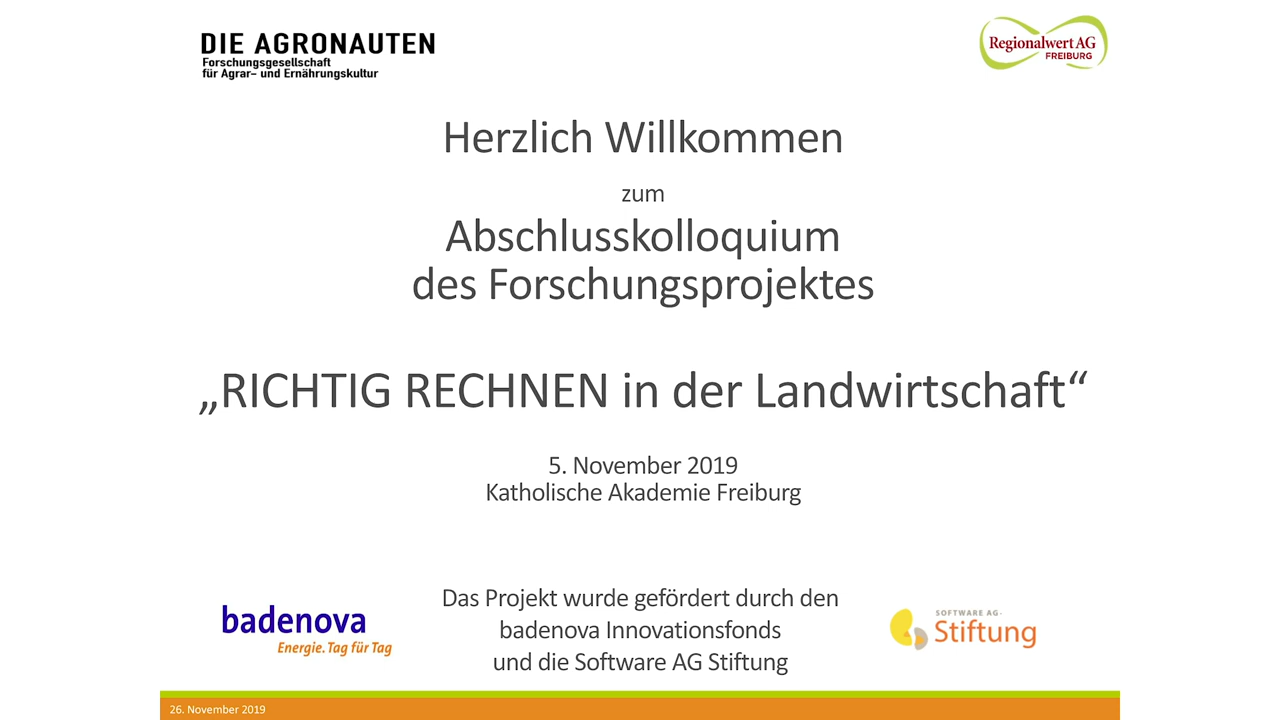 DIE AGRONAUTEN
Forschungsgesellschaft
für Agrar- und Ernährungskultur
Regionalwert AG
FREIBURG
Herzlich Willkommen
zum
Abschlusskolloquium
des Forschungsprojektes
„RICHTIG RECHNEN in der Landwirtschaft“
5. November 2019
Katholische Akademie Freiburg
Das Projekt wurde gefördert durch den
badenova Innovationsfonds
und die Software AG Stiftung
badenova
Energie. Tag für Tag
SOFTWARE AG-
Stiftung
26. November 2019